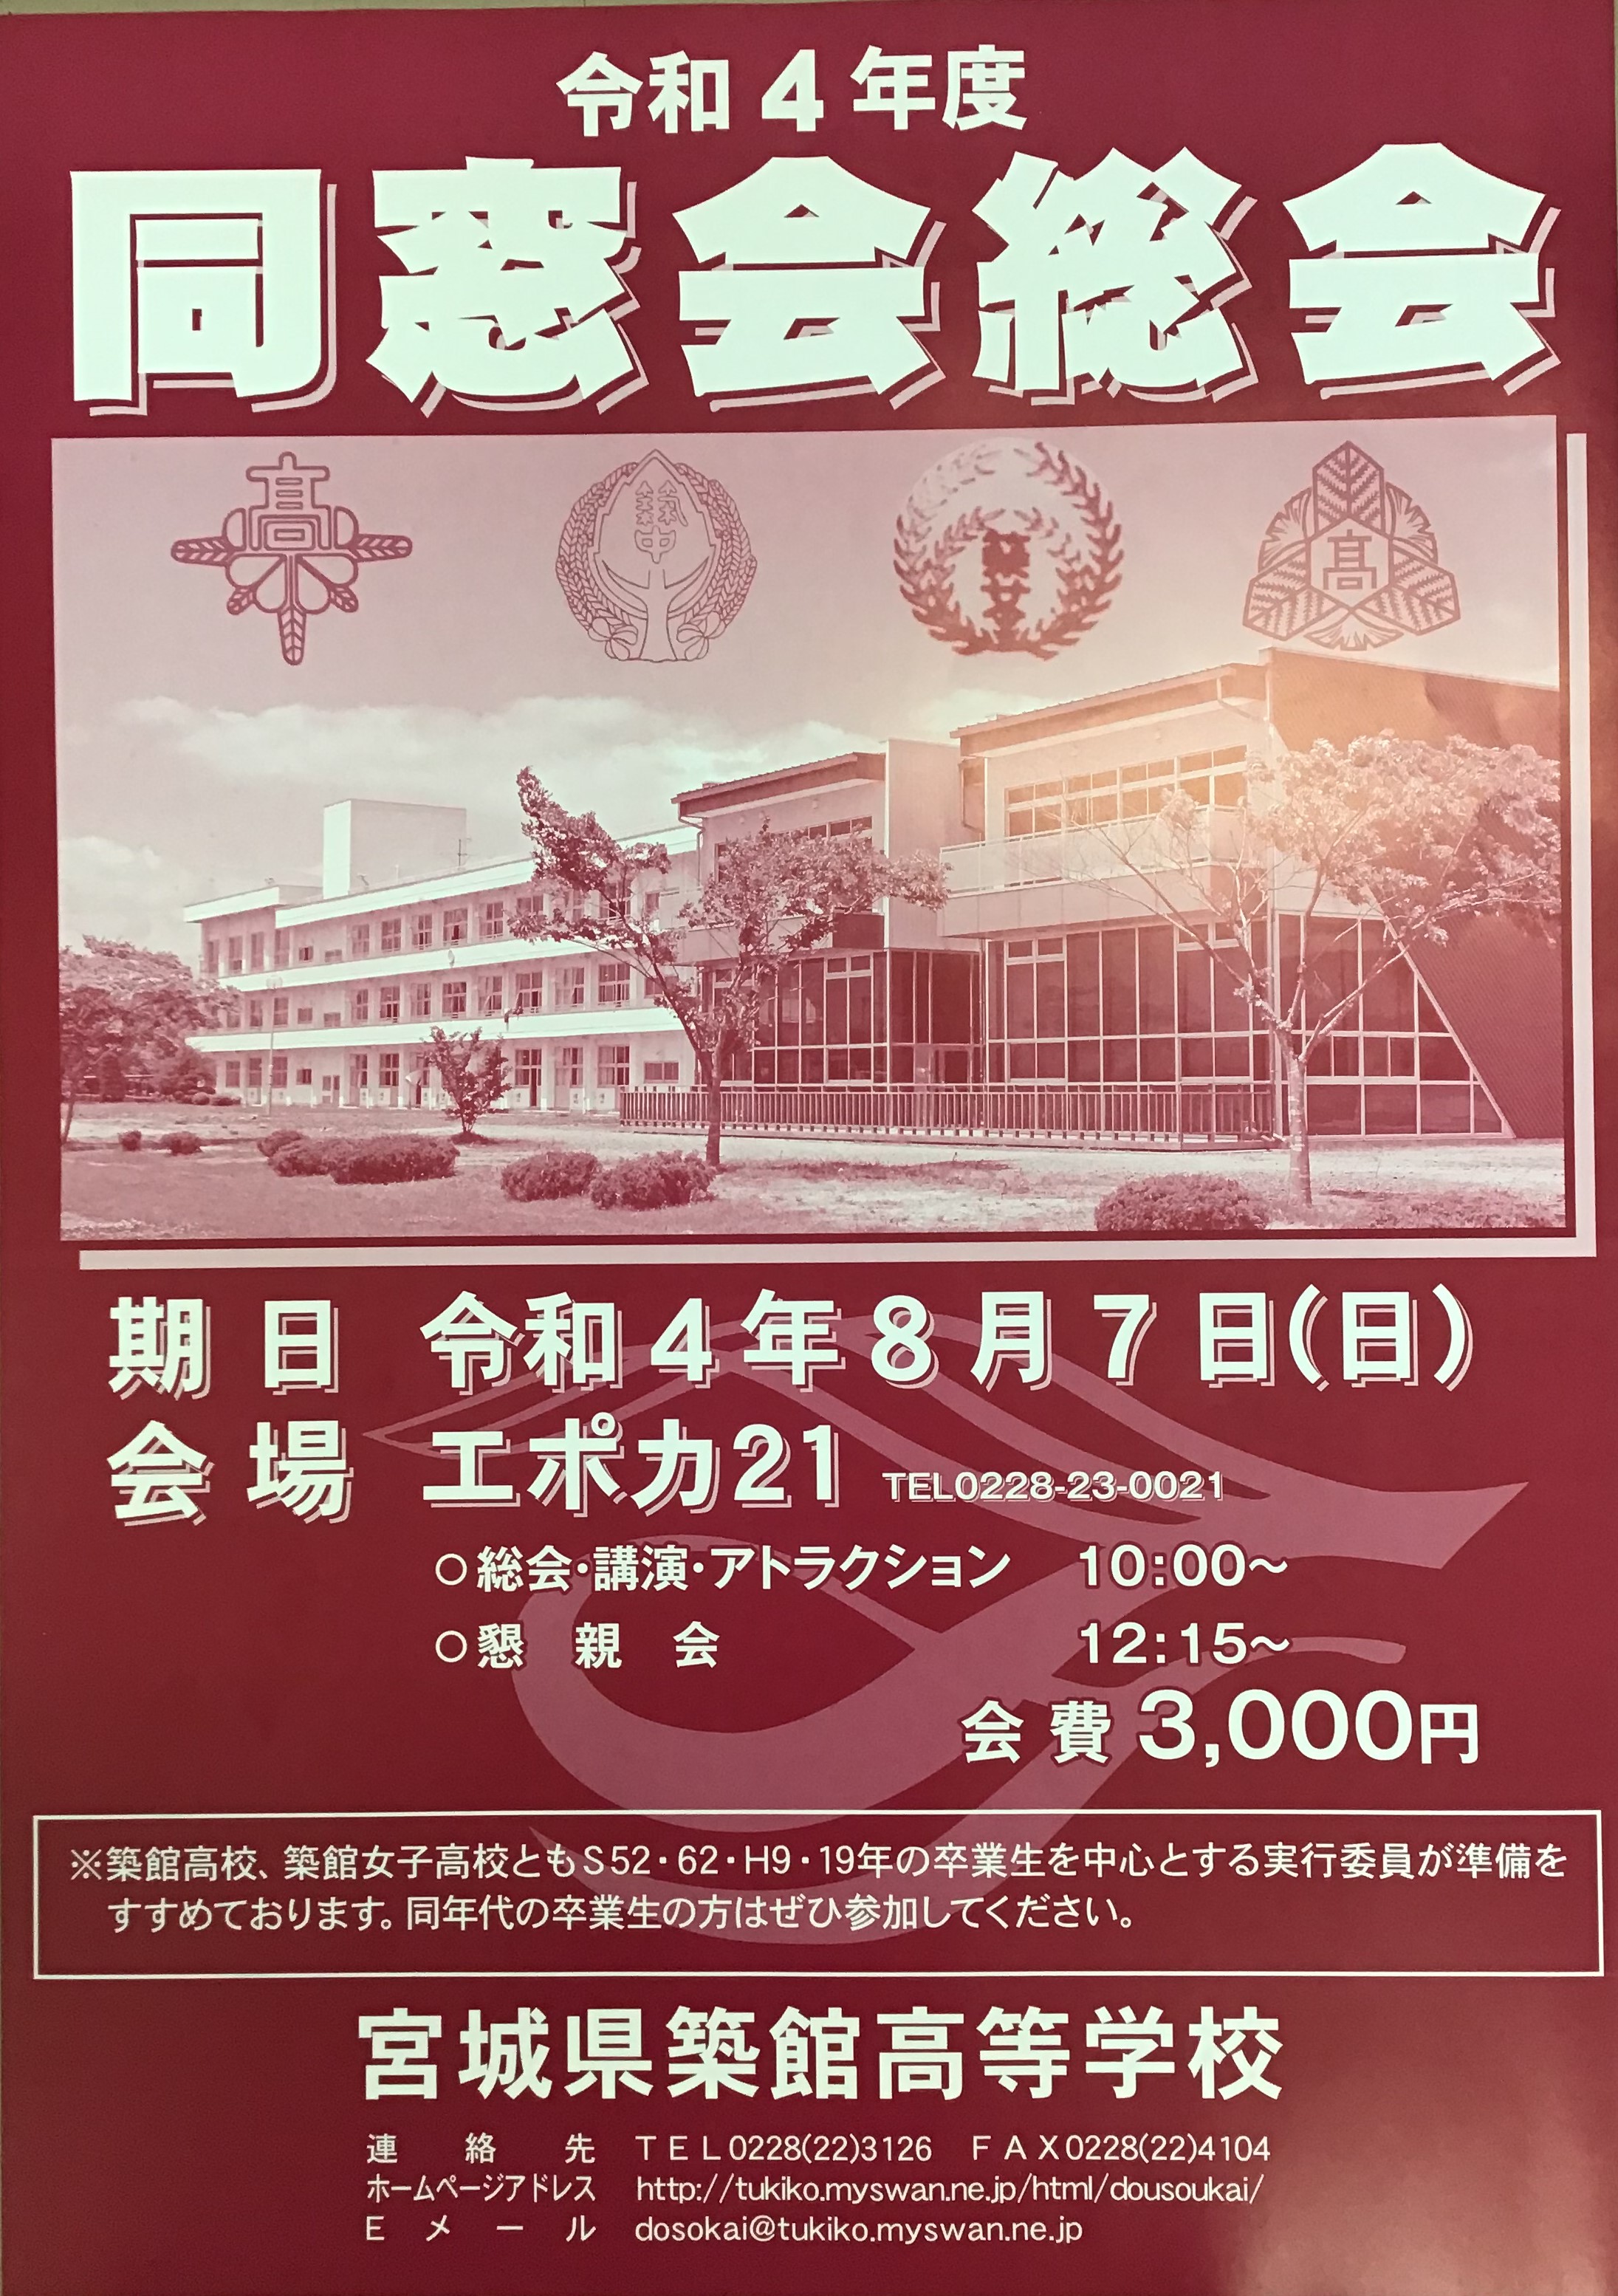 令和４年度
同窓会総会
高
築中
高
期日 令和４年８月７日(日)
会場 エポカ21 TEL0228-23-0021
○総会・講演・アトラクション 10:00～
○懇親会 12:15～
会費 3,000円
※築館高校、築館女子高校ともS52・62・H9・19年の卒業生を中心とする実行委員が準備を
すすめております。同年代の卒業生の方はぜひ参加してください。
宮城県築館高等学校
連絡先 TEL0228(22)3126 FAX0228(22)4104
ホームページアドレス http://tukiko.myswan.ne.jp/html/dousoukai/
Eメール dosokai@tukiko.myswan.ne.jp